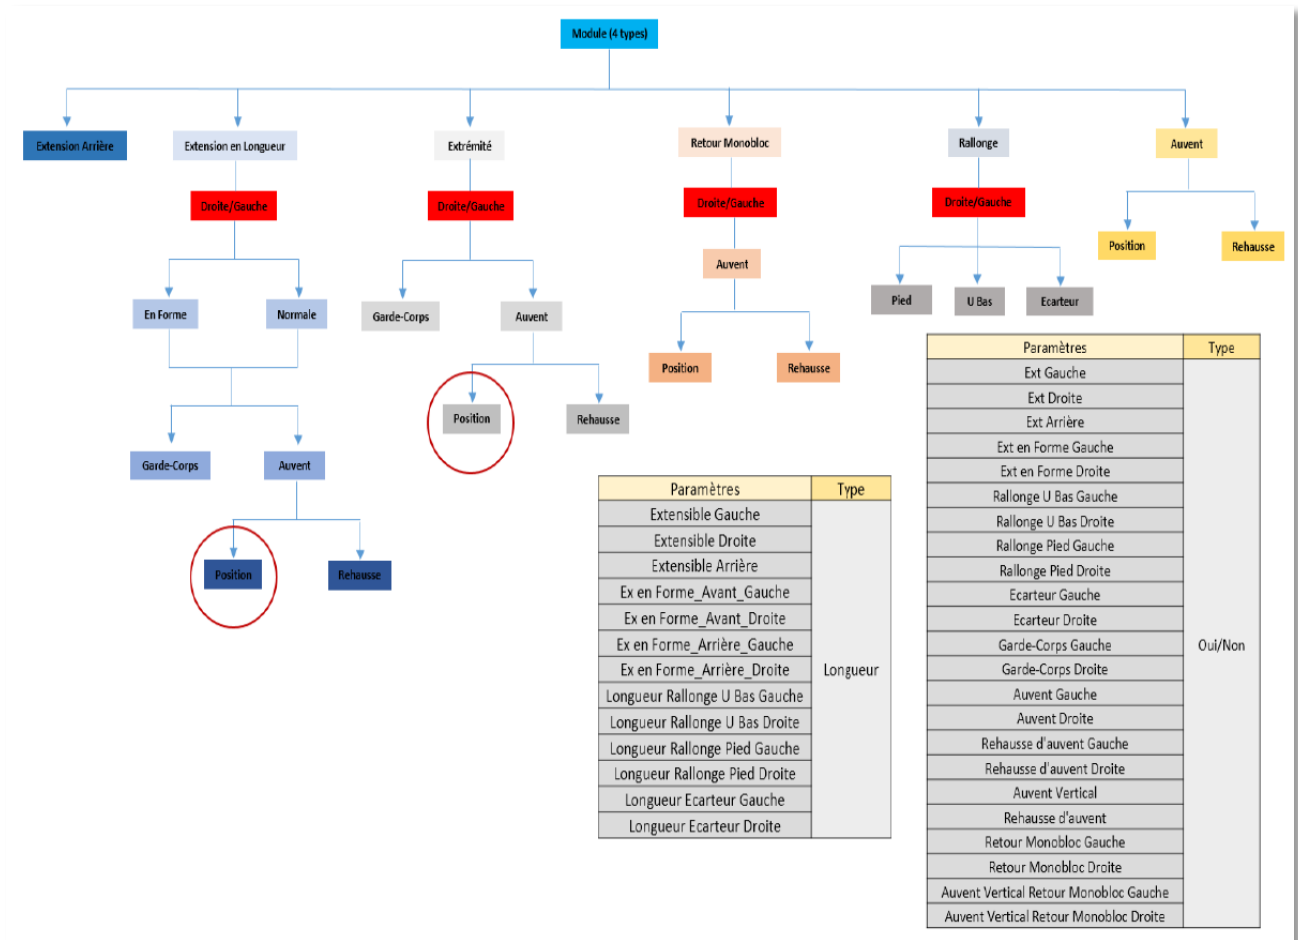 Module (4 types)
Extension Arrière
Extension en Longueur
Extrémité
Retour Monobloc
Rallonge
Auvent
Droite/Gauche
Droite/Gauche
Droite/Gauche
Droite/Gauche
Position
Rehausse
Auvent
En Forme
Normale
Garde-Corps
Auvent
Pied
U Bas
Ecarteur
Position
Rehausse
Position
Rehausse
Garde-Corps
Auvent
Position
Rehausse
Paramètres
Type
Extensible Gauche
Extensible Droite
Extensible Arrière
Ex en Forme_Avant_Gauche
Ex en Forme_Avant_Droite
Ex en Forme_Arrière_Gauche
Ex en Forme_Arrière_Droite
Longueur
Longueur Rallonge U Bas Gauche
Longueur Rallonge U Bas Droite
Longueur Rallonge Pied Gauche
Longueur Rallonge Pied Droite
Longueur Ecarteur Gauche
Longueur Ecarteur Droite
Paramètres
Type
Ext Gauche
Ext Droite
Ext Arrière
Ext en Forme Gauche
Ext en Forme Droite
Rallonge U Bas Gauche
Rallonge U Bas Droite
Rallonge Pied Gauche
Rallonge Pied Droite
Ecarteur Gauche
Ecarteur Droite
Garde-Corps Gauche
Oui/Non
Garde-Corps Droite
Auvent Gauche
Auvent Droite
Rehausse d'auvent Gauche
Rehausse d'auvent Droite
Auvent Vertical
Rehausse d'auvent
Retour Monobloc Gauche
Retour Monobloc Droite
Auvent Vertical Retour Monobloc Gauche
Auvent Vertical Retour Monobloc Droite